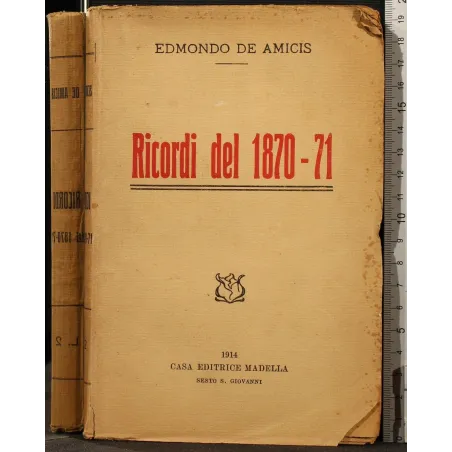 EDMONDO DE AMICIS
Ricordi del 1870-71
1914
CASA EDITRICE MADELLA
SESTO S. GIOVANNI